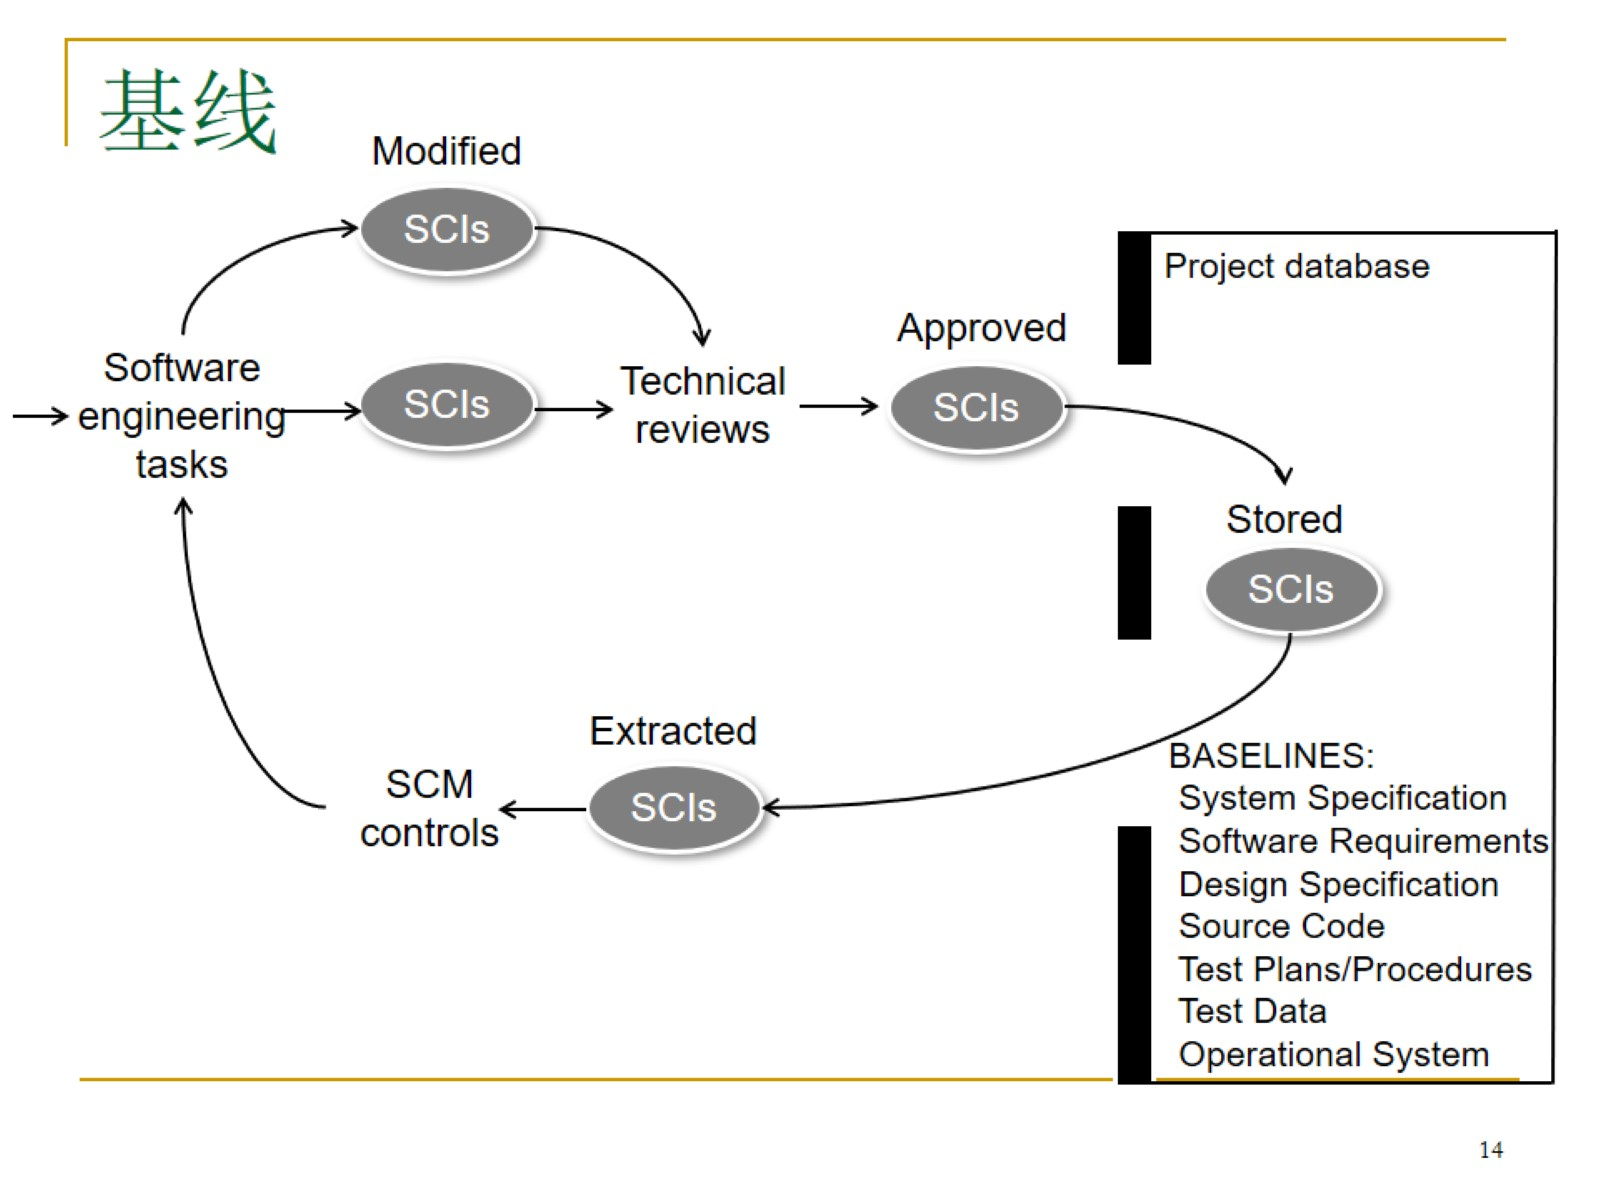 基线
Modified
SCIs
Software
engineering
tasks
SCIs
Technical
reviews
Approved
SCIs
Project database
Stored
SCIs
Extracted
SCIs
SCM
controls
BASELINES:
System Specification
Software Requirements
Design Specification
Source Code
Test Plans/Procedures
Test Data
Operational System
14